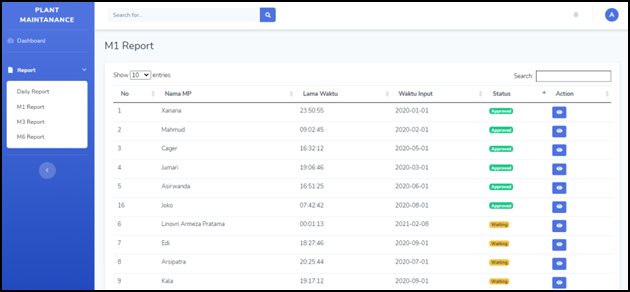 PLANT
MAINTANANCE
Search for...
A
Dashboard
Report
Daily Report
M1 Report
M3 Report
M6 Report
M1 Report
Show 10 entries
Search:
No Nama MP Lama Waktu Waktu Input Status Action
1 Xanana 23:50:55 2020-01-01 Approved
2 Mahmud 09:02:45 2020-02-01 Approved
3 Cager 16:32:12 2020-05-01 Approved
4 Jumari 19:06:46 2020-03-01 Approved
5 Asirwanda 16:51:25 2020-06-01 Approved
16 Joko 07:42:42 2020-08-01 Approved
6 Linovri Armeza Pratama 00:01:13 2021-02-08 Waiting
7 Edi 18:27:46 2020-09-01 Waiting
8 Arsipatra 20:25:44 2020-07-01 Waiting
9 Kala 19:17:12 2020-09-01 Waiting